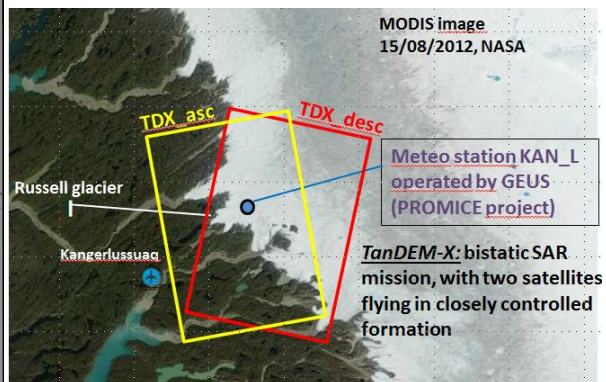 MODIS image
15/08/2012, NASA
TDX_asc
TDX_desc
Meteo station KAN_L
operated by GEUS
(PROMICE project)
Russell glacier
Kangerlussuaq
TanDEM-X: bistatic SAR
mission, with two satellites
flying in closely controlled
formation